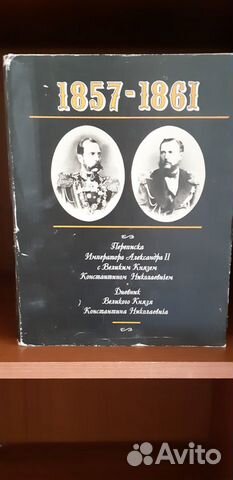 1857-1861
Переписка
Императора Александра II
с Великим Князем
Константином Николаевичем
Дневник
Великого Князя
Константина Николаевича
Avito